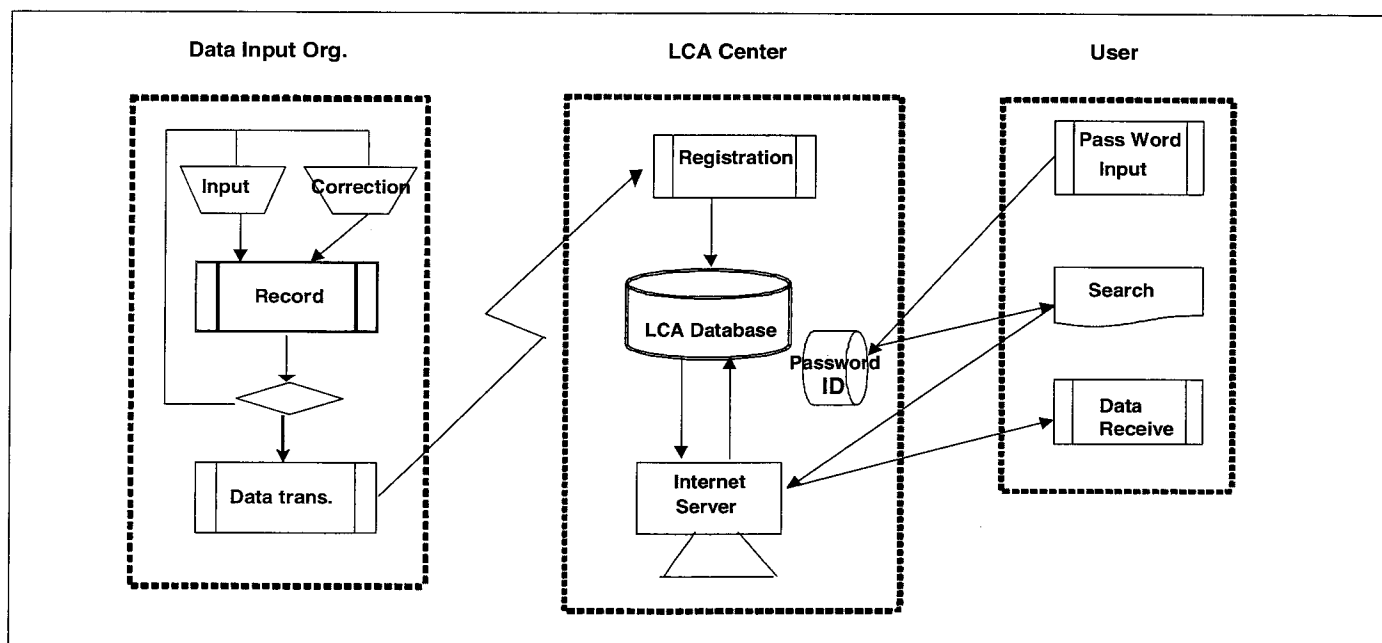 Data Input Org.
Input
Correction
Record
Data trans.
LCA Center
Registration
LCA Database
Password
ID
Internet
Server
User
Pass Word
Input
Search
Data
Receive